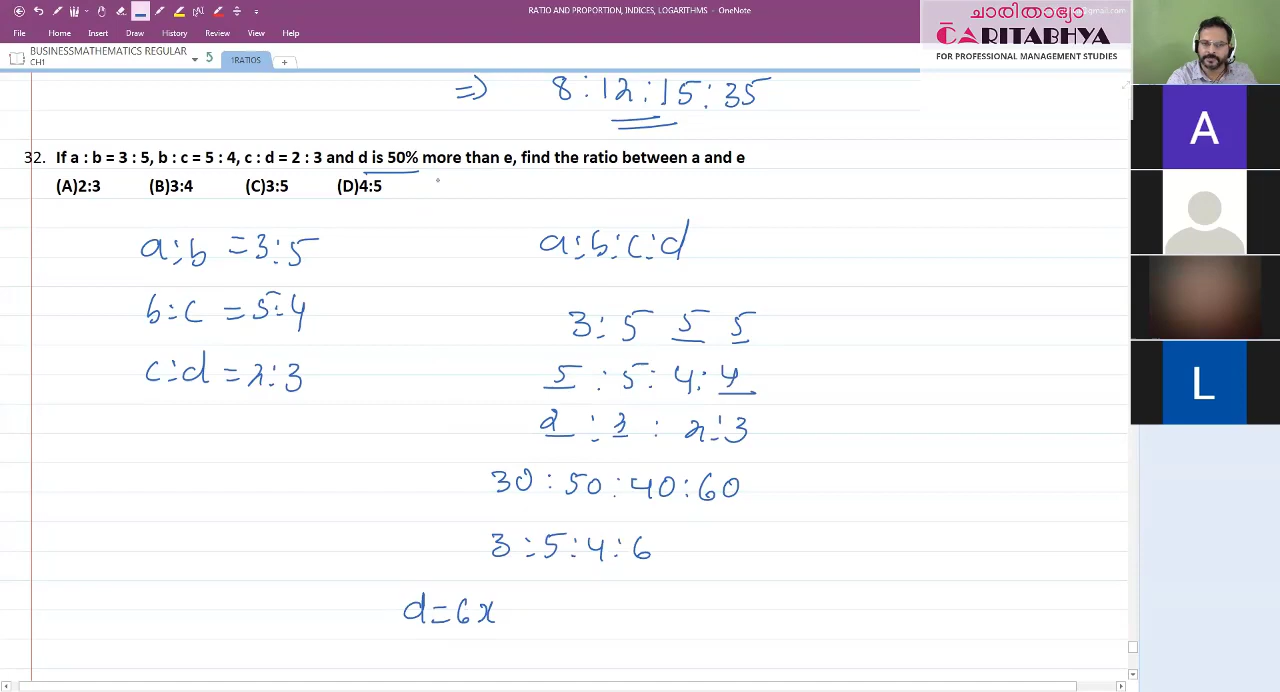 RATIO AND PROPORTION, INDICES, LOGARITHMS - OneNote
ചാരിതാഭ്യാ
@gmail.com
CARITABHYA
FOR PROFESSIONAL MANAGEMENT STUDIES
File Home Insert Draw History Review View Help
BUSINESSMATHEMATICS REGULAR
CH1
1RATIOS
⇒ 8:12:15:35
32. If a : b = 3 : 5, b : c = 5 : 4, c : d = 2 : 3 and d is 50% more than e, find the ratio between a and e
(A)2:3 (B)3:4 (C)3:5 (D)4:5
a:b = 3:5
b:c = 5:4
c:d = 2:3
a:b:c:d
3:5 5 5
5:5:4:4
2:2:2:3
30:50:40:60
3:5:4:6
d=6x
A
L